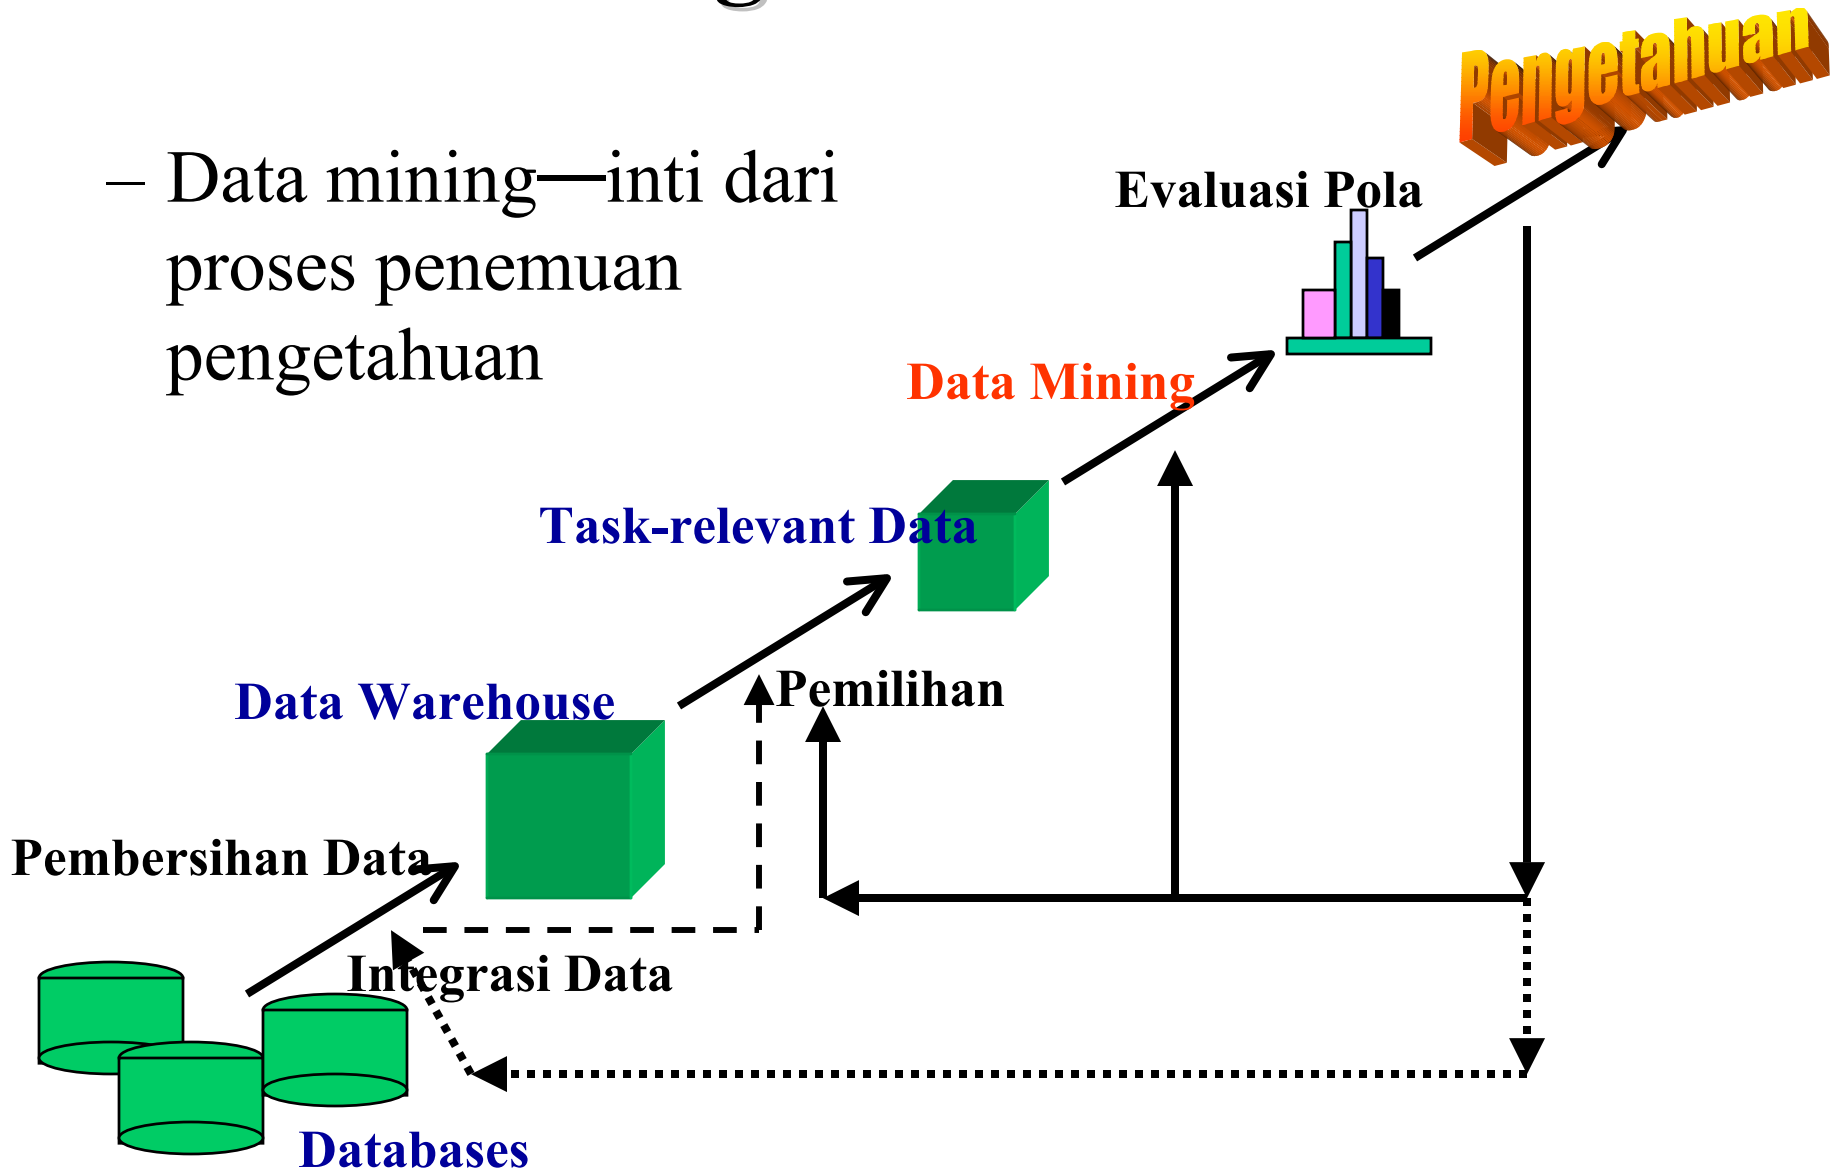 Pengetahuan
– Data mining—inti dari
proses penemuan
pengetahuan
Evaluasi Pola
Data Mining
Task-relevant Data
Pemilihan
Data Warehouse
Pembersihan Data
Integrasi Data
Databases